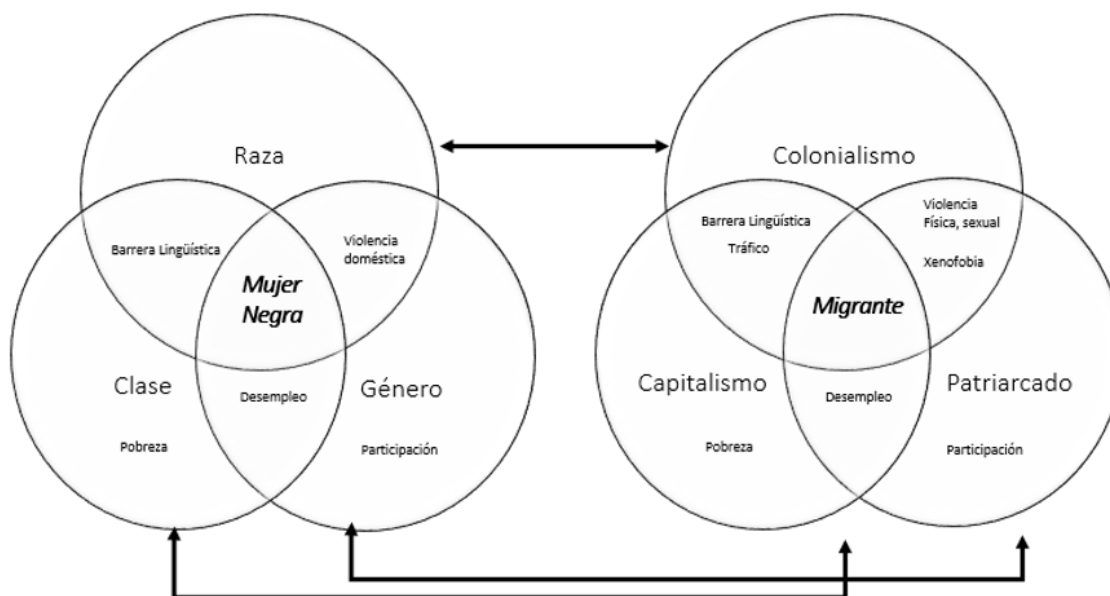 Raza
Barrera Lingüística
Violencia
doméstica
Mujer
Negra
Clase
Género
Desempleo
Pobreza
Participación
Colonialismo
Barrera Lingüística
Tráfico
Violencia
Física, sexual
Xenofobia
Migrante
Capitalismo
Patriarcado
Desempleo
Pobreza
Participación